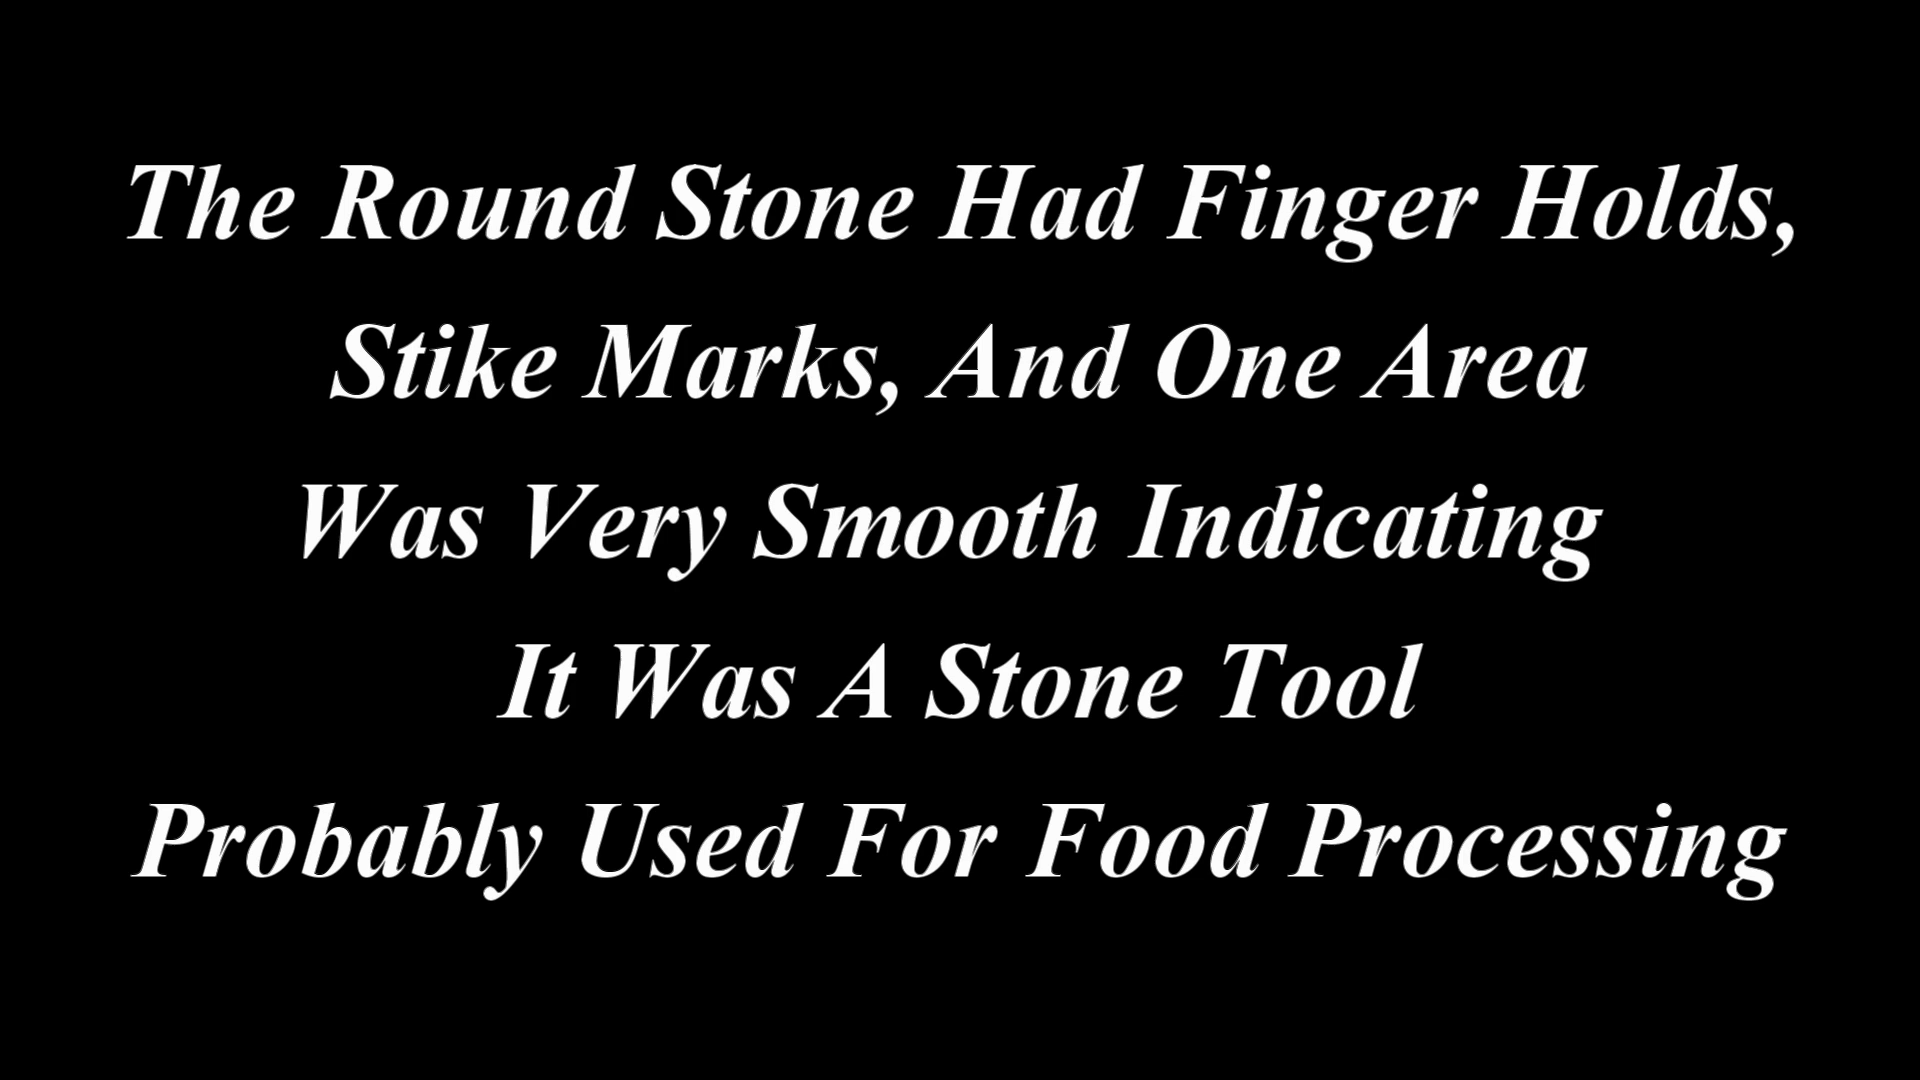 The Round Stone Had Finger Holds,
Stike Marks, And One Area
Was Very Smooth Indicating
It Was A Stone Tool
Probably Used For Food Processing